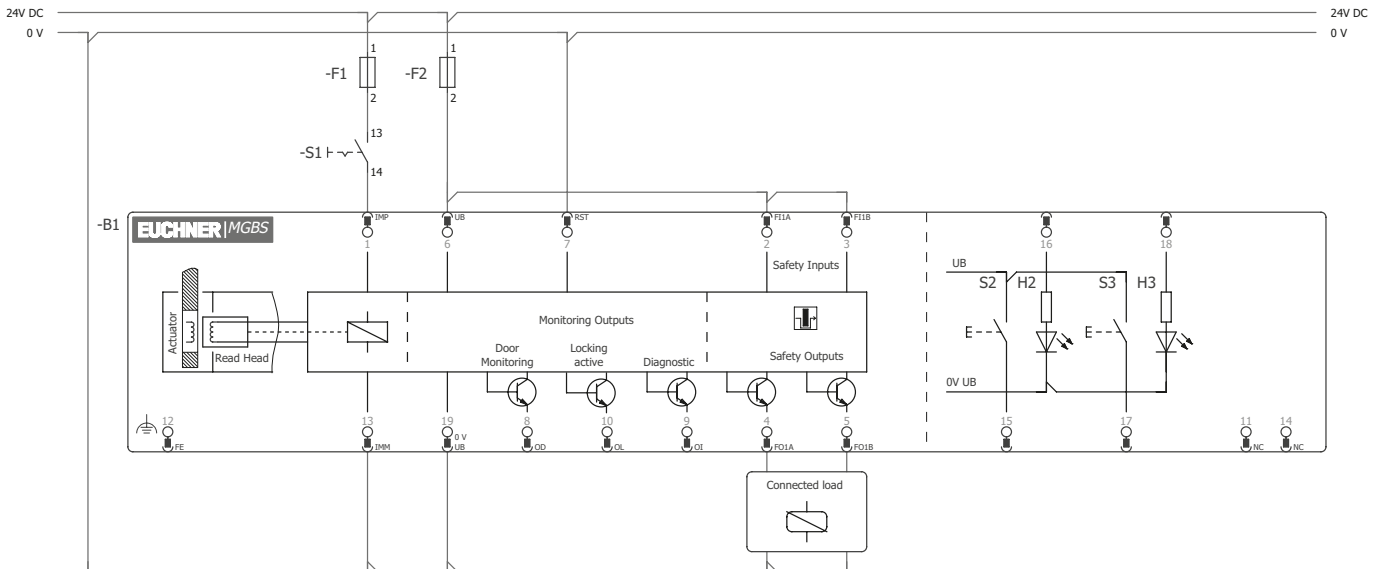 24V DC
24V DC
0 V
0 V
1
1
-F1
-F2
2
2
13
-S1
14
-B1
EUCHNER MGBS
IMP
UB
RST
FI1A
FI1B
1
6
7
2
3
16
18
Safety Inputs
UB
S2
H2
S3
H3
Actuator
Read Head
Monitoring Outputs
Door
Monitoring
Locking
active
Diagnostic
Safety Outputs
E
E
0V UB
12
13
19
8
10
9
4
5
15
17
11
14
0 V
FE
IMM
UB
OD
OL
OI
FO1A
FO1B
NC
NC
Connected load